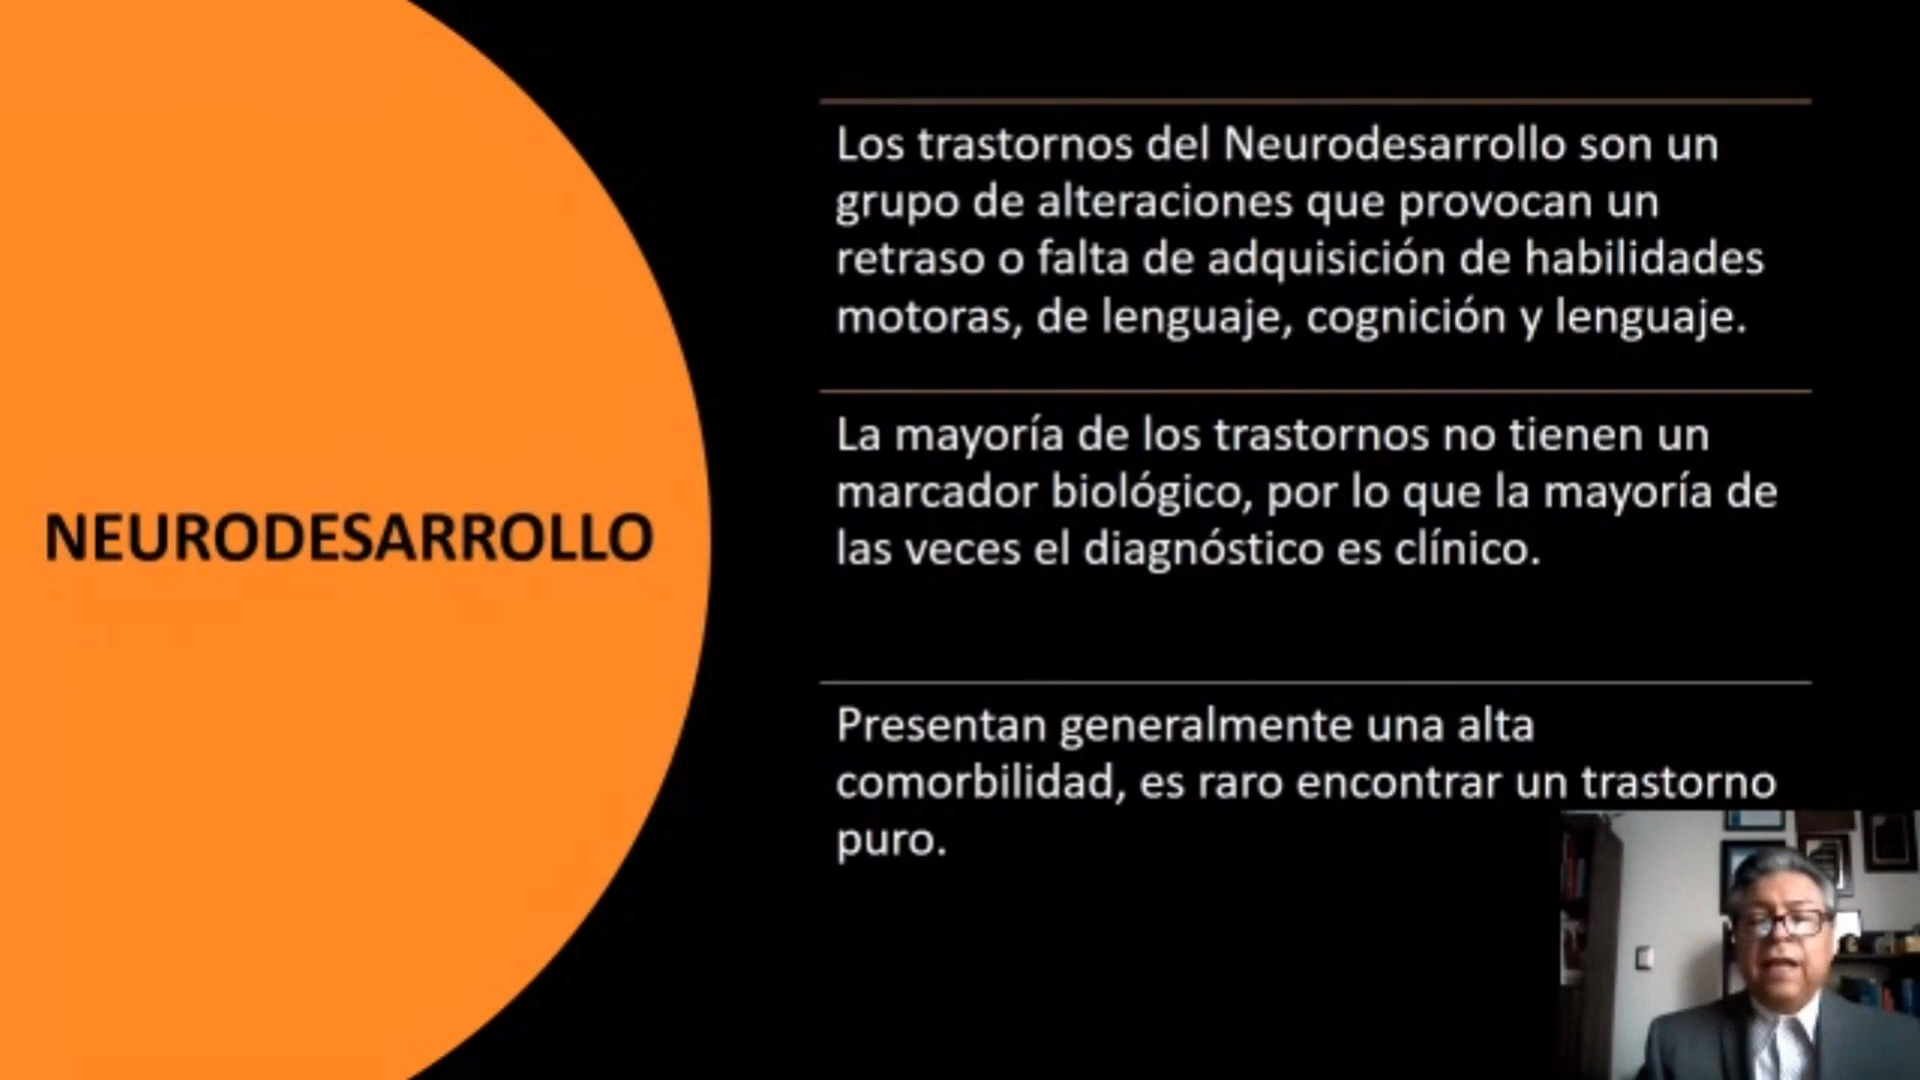 NEURODESARROLLO
Los trastornos del Neurodesarrollo son un
grupo de alteraciones que provocan un
retraso o falta de adquisición de habilidades
motoras, de lenguaje, cognición y lenguaje.
La mayoría de los trastornos no tienen un
marcador biológico, por lo que la mayoría de
las veces el diagnóstico es clínico.
Presentan generalmente una alta
comorbilidad, es raro encontrar un trastorno
puro.